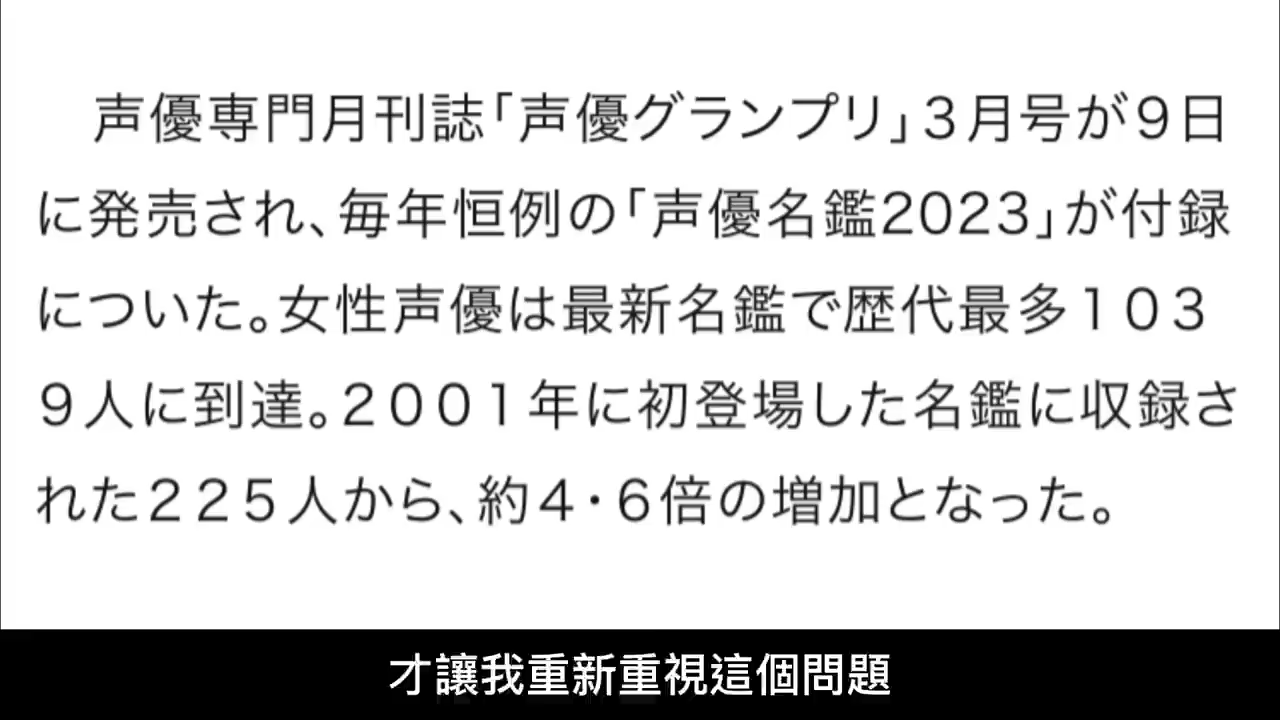 声優専門月刊誌「声優グランプリ」３月号が９日
に発売され、毎年恒例の「声優名鑑2023」が付録
についた。女性声優は最新名鑑で歴代最多１０３
９人に到達。２００１年に初登場した名鑑に収録さ
れた２２５人から、約４・６倍の増加となった。
才讓我重新重視這個問題